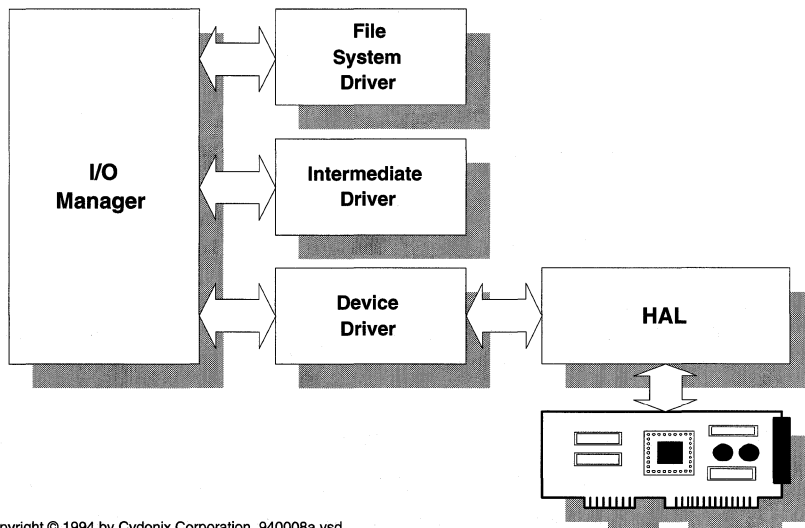 File
System
Driver
I/O
Manager
Intermediate
Driver
Device
Driver
HAL
pyright © 1994 by Cydonix Corporation. 940008a.vsd